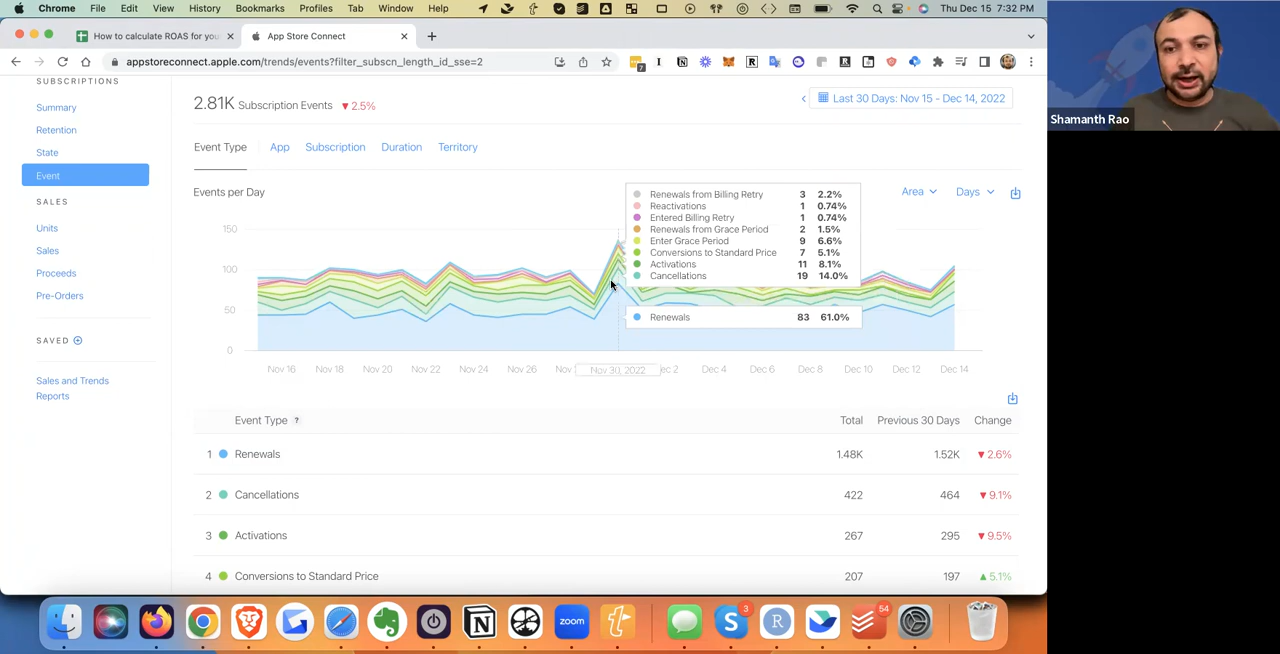 Chrome File Edit View History Bookmarks Profiles Tab Window Help Thu Dec 15 7:32 PM
How to calculate ROAS for you
App Store Connect
appstoreconnect.apple.com/trends/events?filter_subscn_length_id_sse=2
7
SUBSCRIPTIONS
Summary
Retention
State
Event
SALES
Units
Sales
Proceeds
Pre-Orders
SAVED
Sales and Trends
Reports
2.81K Subscription Events ▼ 2.5%
Last 30 Days: Nov 15 - Dec 14, 2022
Event Type App Subscription Duration Territory
Events per Day
Area Days
Renewals from Billing Retry 3 2.2%
Reactivations 1 0.74%
Entered Billing Retry 1 0.74%
Renewals from Grace Period 2 1.5%
Enter Grace Period 9 6.6%
Conversions to Standard Price 7 5.1%
Activations 11 8.1%
Cancellations 19 14.0%
Renewals 83 61.0%
150
100
50
0
Nov 16 Nov 18 Nov 20 Nov 22 Nov 24 Nov 26 Nov Nov 30, 2022 ec 2 Dec 4 Dec 6 Dec 8 Dec 10 Dec 12 Dec 14
Event Type ? Total Previous 30 Days Change
1 Renewals 1.48K 1.52K ▼ 2.6%
2 Cancellations 422 464 ▼ 9.1%
3 Activations 267 295 ▼ 9.5%
4 Conversions to Standard Price 207 197 ▲ 5.1%
zoom
3
54
Shamanth Rao